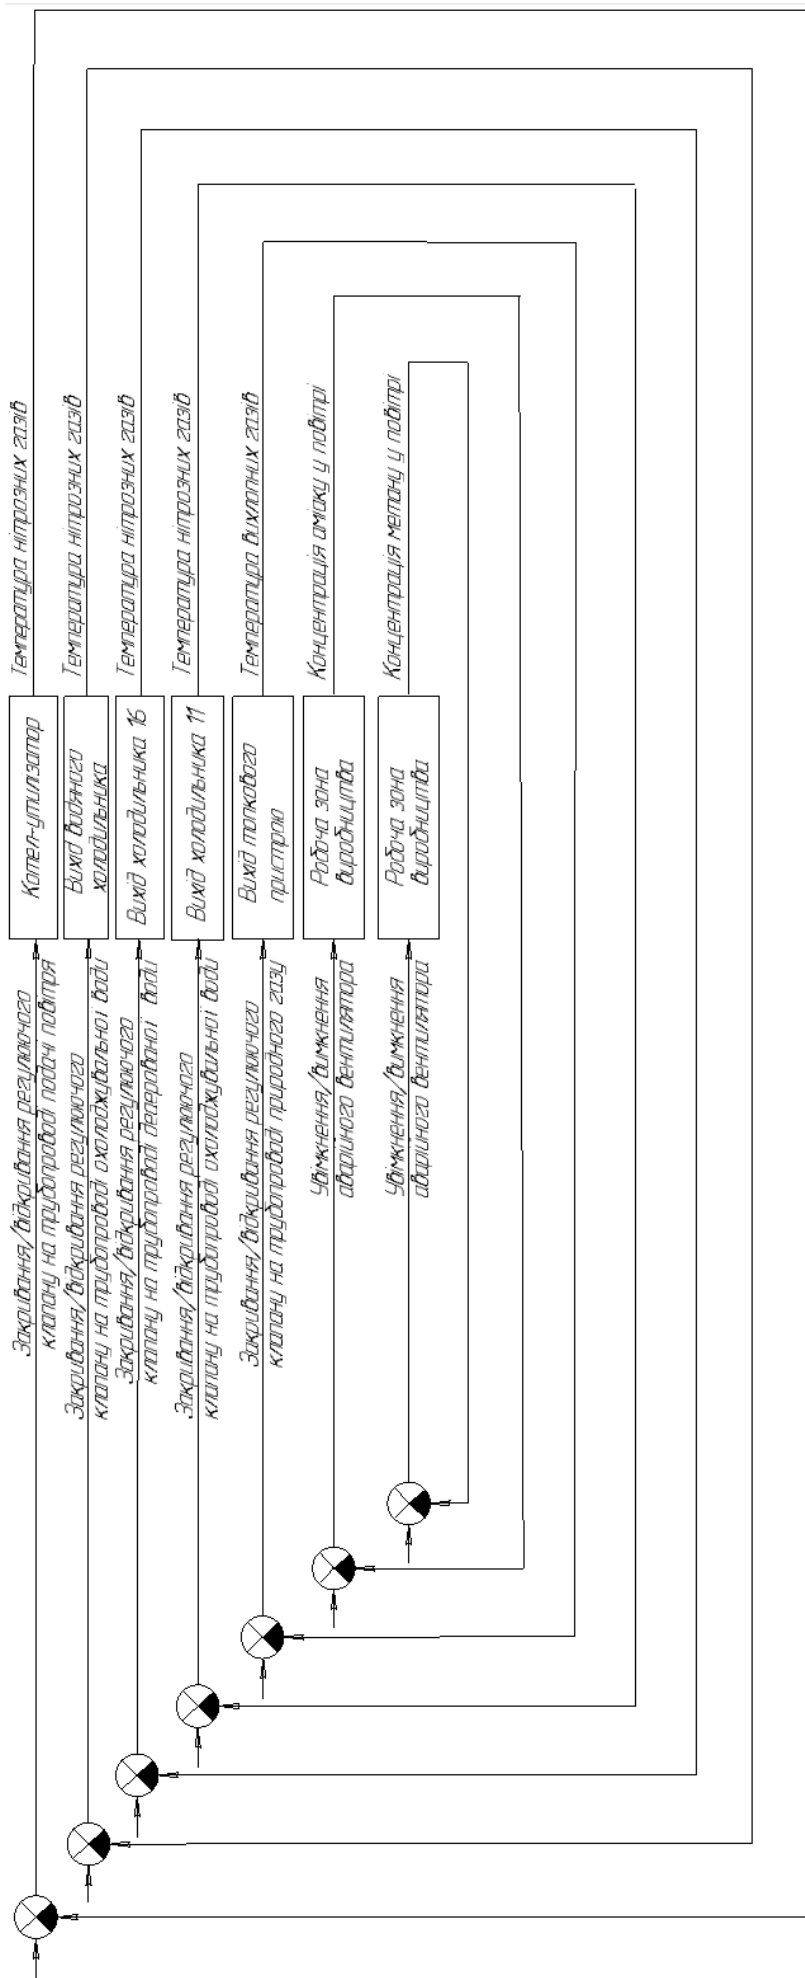 Закривання/відкривання регулюючого
клапану на трубопроводі подачі повітря
Котел-утилізатор
Температура нітрозних газів
Закривання/відкривання регулюючого
клапану на трубопроводі охолоджувальної води
Вихід водяного
холодильника
Температура нітрозних газів
Закривання/відкривання регулюючого
клапану на трубопроводі деаерованої води
Вихід холодильника 16
Температура нітрозних газів
Закривання/відкривання регулюючого
клапану на трубопроводі охолоджувальної води
Вихід холодильника 11
Температура нітрозних газів
Закривання/відкривання регулюючого
клапану на трубопроводі природного газу
Вихід топкового
пристрою
Температура вихлопних газів
Увімкнення/вимкнення
аварійного вентилятора
Робоча зона
виробництва
Концентрація аміаку у повітрі
Увімкнення/вимкнення
аварійного вентилятора
Робоча зона
виробництва
Концентрація метану у повітрі